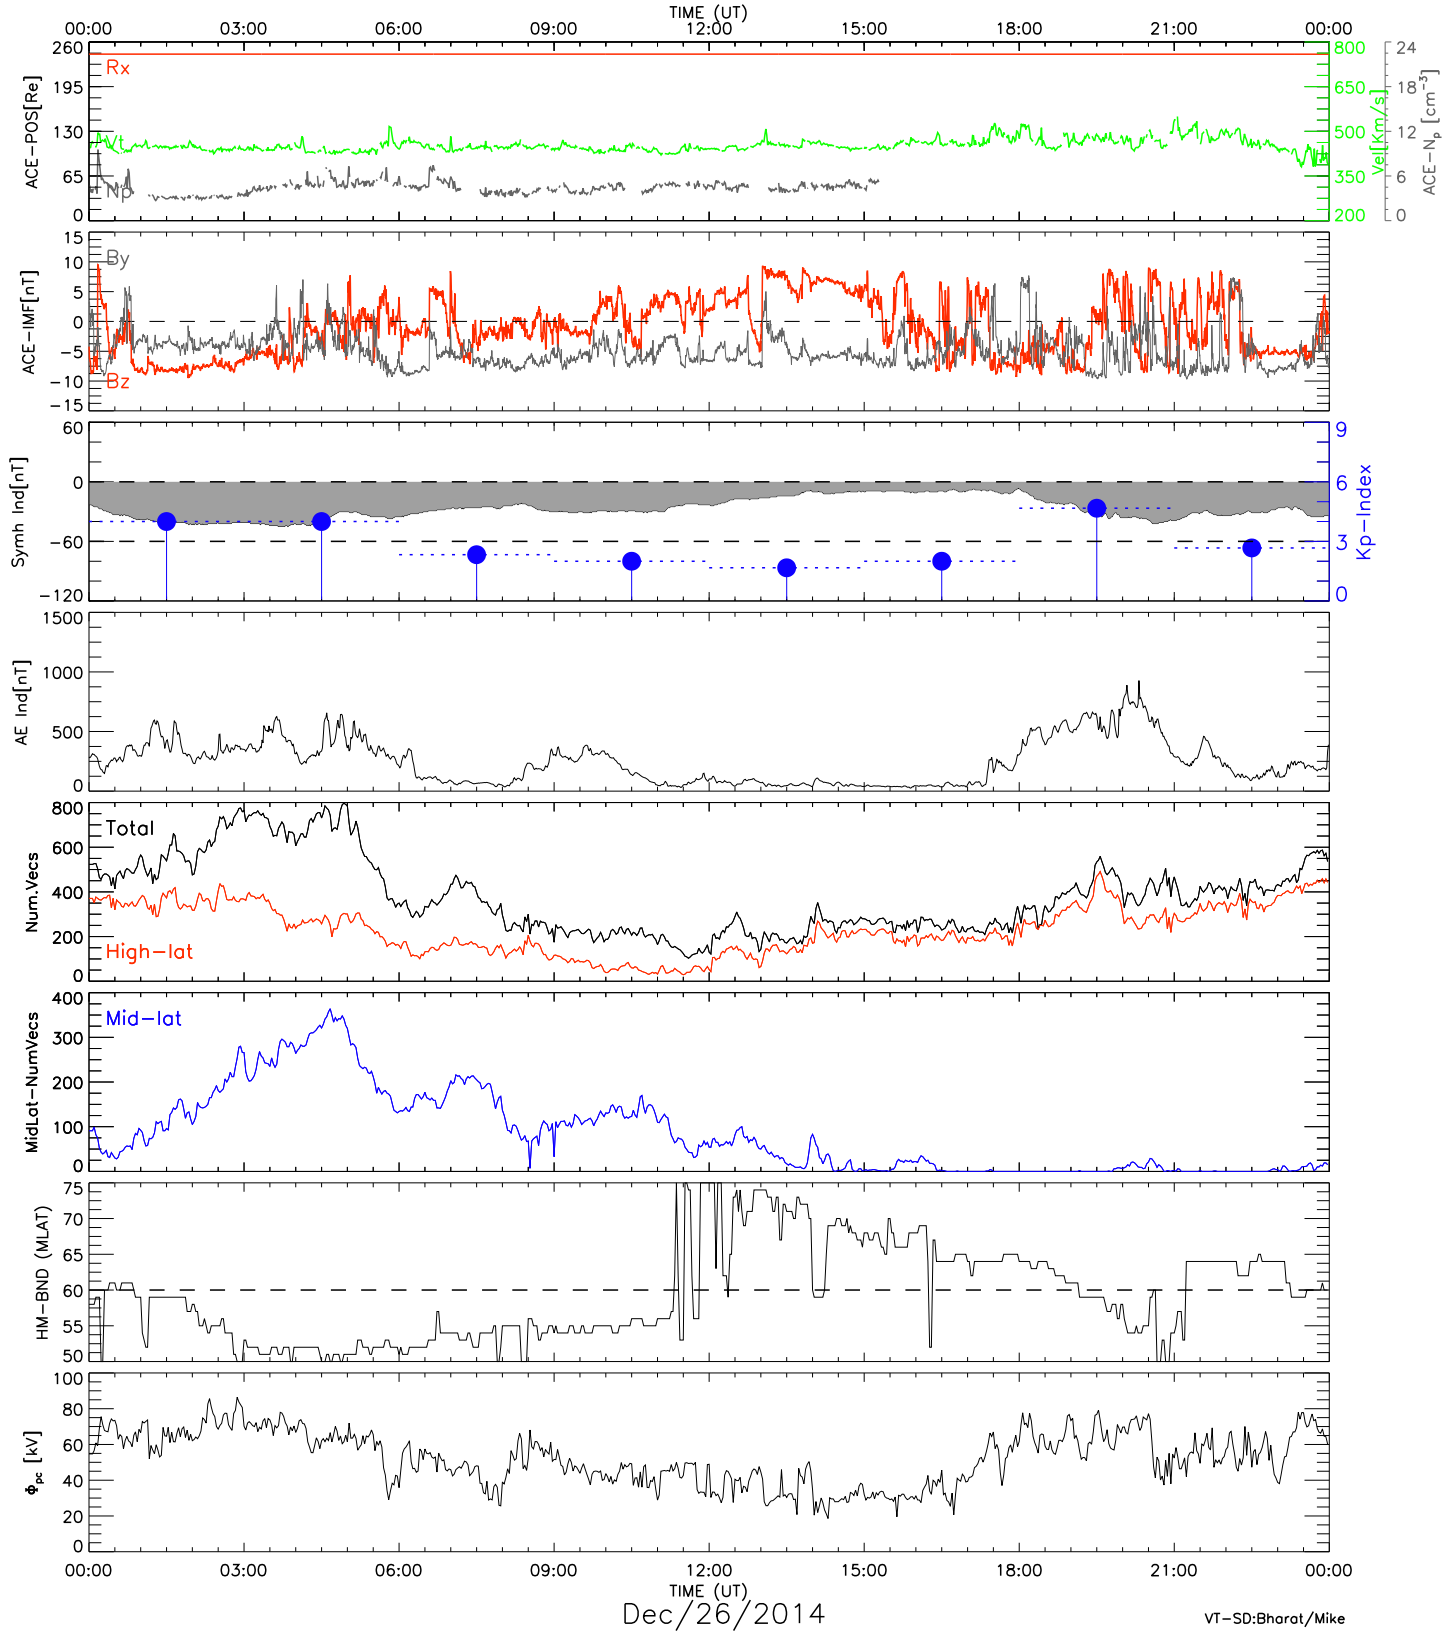 TIME (UT)
00:00 03:00 06:00 09:00 12:00 15:00 18:00 21:00 00:00
260 195 130 65 0
ACE-POS[Re]
Rx
Vt
Np
800 650 500 350 200
Vel[Km/s]
24 18 12 6 0
ACE-Np [cm-3]
15 10 5 0 -5 -10 -15
ACE-IMF[nT]
By
Bz
60 0 -60 -120
Symh Ind[nT]
9 6 3 0
Kp-Index
1500 1000 500 0
AE Ind[nT]
800 600 400 200 0
Num.Vecs
Total
High-lat
400 300 200 100 0
MidLat-NumVecs
Mid-lat
75 70 65 60 55 50
HM-BND (MLAT)
100 80 60 40 20 0
Φpc [kV]
00:00 03:00 06:00 09:00 12:00 15:00 18:00 21:00 00:00
TIME (UT)
Dec/26/2014
VT-SD:Bharat/Mike